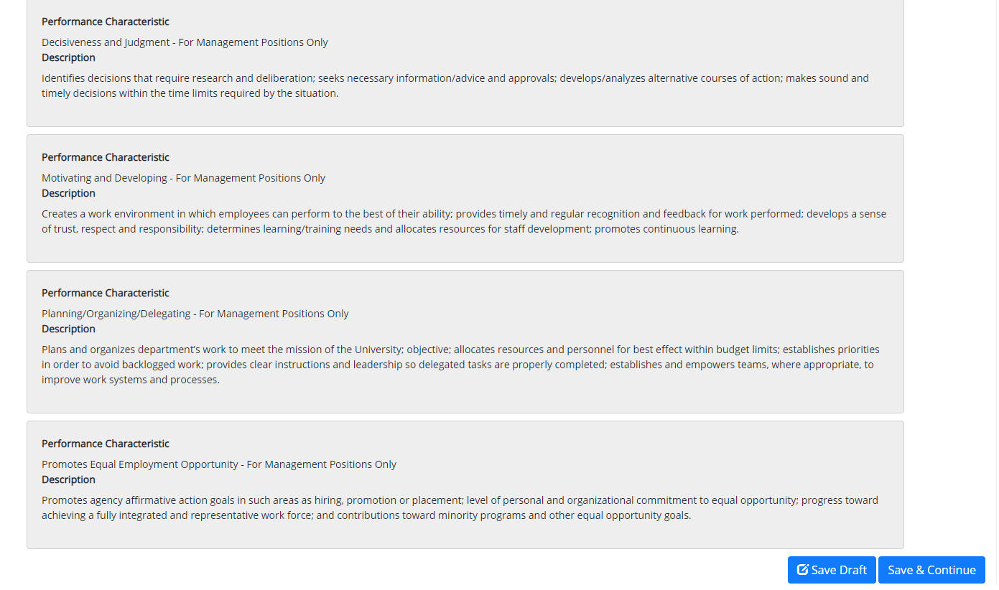 Performance Characteristic
Decisiveness and Judgment - For Management Positions Only
Description
Identifies decisions that require research and deliberation; seeks necessary information/advice and approvals; develops/analyzes alternative courses of action; makes sound and
timely decisions within the time limits required by the situation.
Performance Characteristic
Motivating and Developing - For Management Positions Only
Description
Creates a work environment in which employees can perform to the best of their ability; provides timely and regular recognition and feedback for work performed; develops a sense
of trust, respect and responsibility; determines learning/training needs and allocates resources for staff development; promotes continuous learning.
Performance Characteristic
Planning/Organizing/Delegating - For Management Positions Only
Description
Plans and organizes department’s work to meet the mission of the University; objective; allocates resources and personnel for best effect within budget limits; establishes priorities
in order to avoid backlogged work; provides clear instructions and leadership so delegated tasks are properly completed; establishes and empowers teams, where appropriate, to
improve work systems and processes.
Performance Characteristic
Promotes Equal Employment Opportunity - For Management Positions Only
Description
Promotes agency affirmative action goals in such areas as hiring, promotion or placement; level of personal and organizational commitment to equal opportunity; progress toward
achieving a fully integrated and representative work force; and contributions toward minority programs and other equal opportunity goals.
Save Draft Save & Continue